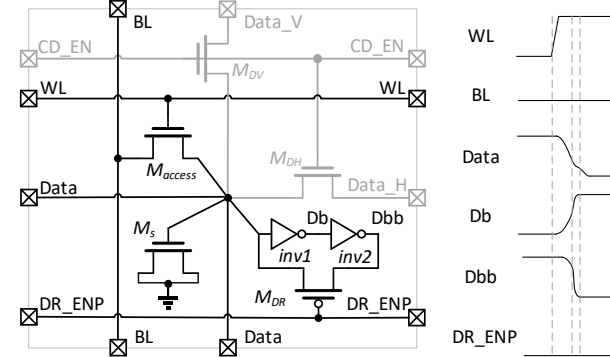 BL
Data_V
CD_EN
CD_EN
M_DV
WL
WL
M_access
M_DH
Data
Data_H
M_s
Db
Dbb
inv1
inv2
M_DR
DR_ENP
DR_ENP
BL
Data
WL
BL
Data
Db
Dbb
DR_ENP